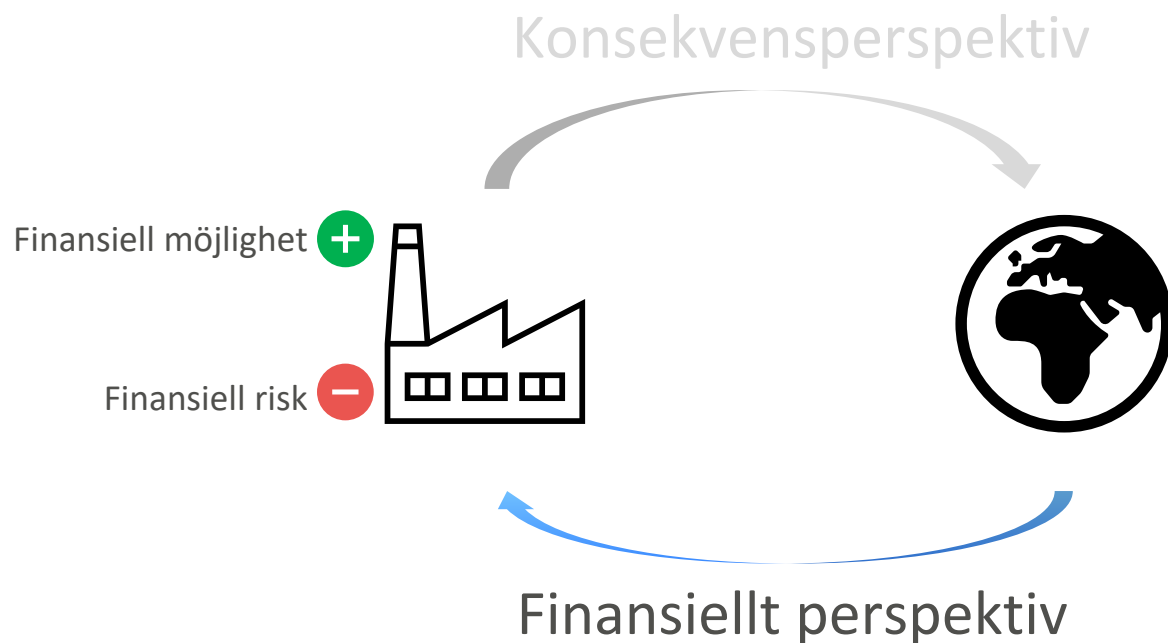 Konsekvensperspektiv
Finansiell möjlighet
Finansiell risk
Finansiellt perspektiv